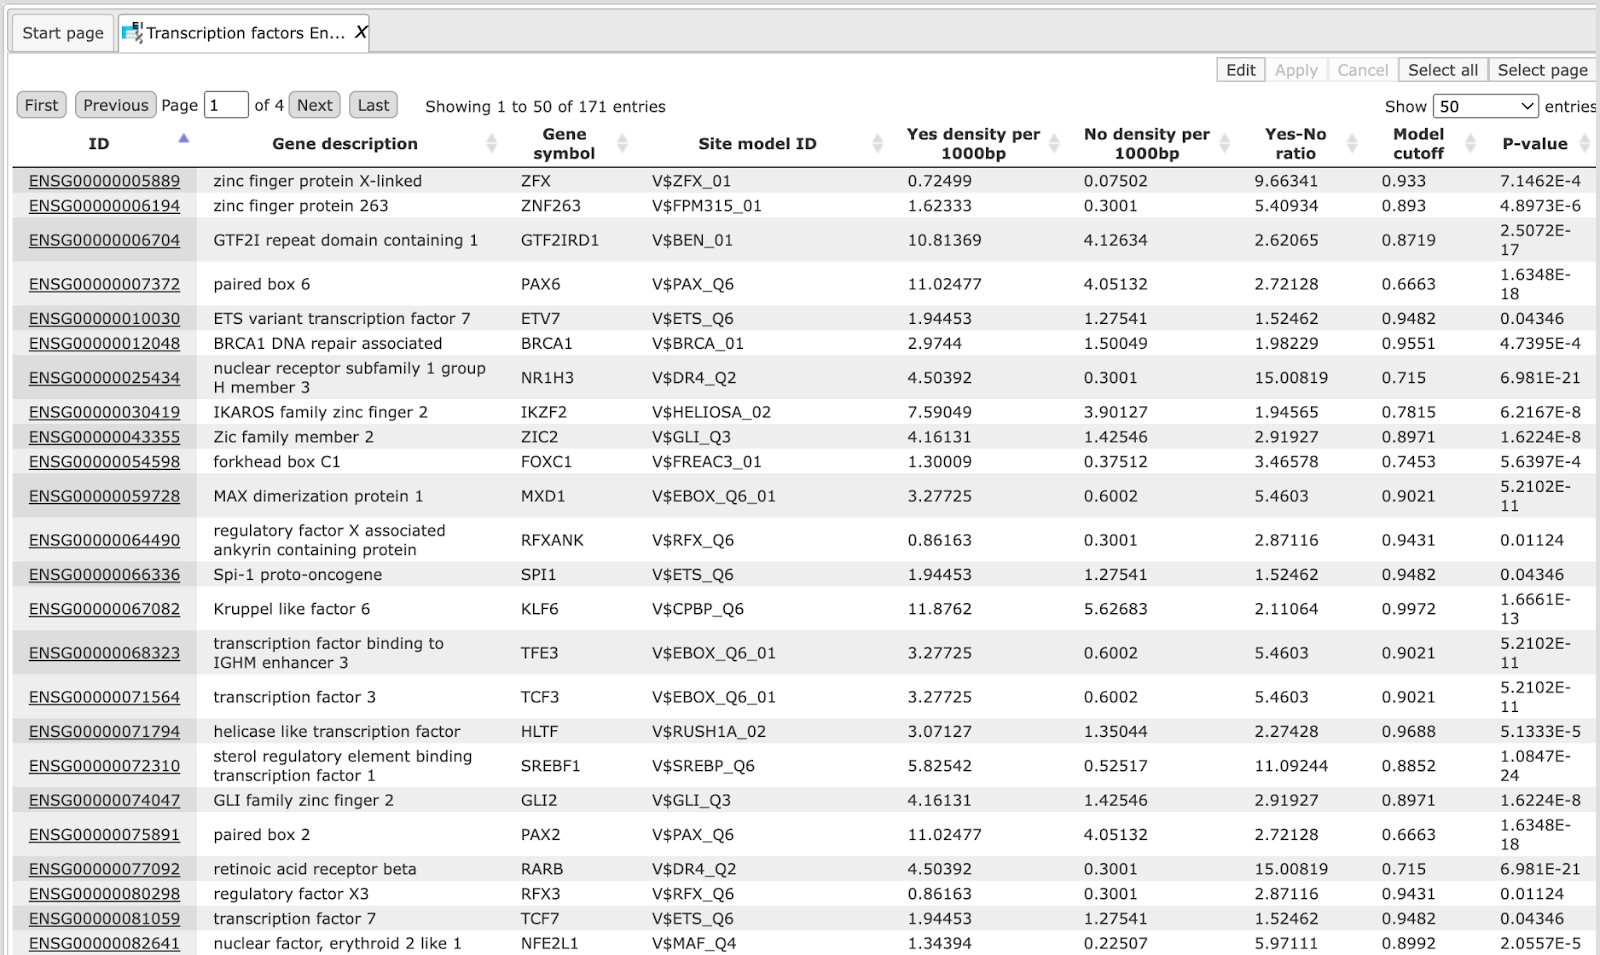 Start page
EI
Transcription factors En... X
Edit Apply Cancel Select all Select page
First Previous Page 1 of 4 Next Last Showing 1 to 50 of 171 entries Show 50 entries
ID Gene description Gene symbol Site model ID Yes density per 1000bp No density per 1000bp Yes-No ratio Model cutoff P-value
ENSG00000005889 zinc finger protein X-linked ZFX V$ZFX_01 0.72499 0.07502 9.66341 0.933 7.1462E-4
ENSG00000006194 zinc finger protein 263 ZNF263 V$FPM315_01 1.62333 0.3001 5.40934 0.893 4.8973E-6
ENSG00000006704 GTF2I repeat domain containing 1 GTF2IRD1 V$BEN_01 10.81369 4.12634 2.62065 0.8719 2.5072E-17
ENSG00000007372 paired box 6 PAX6 V$PAX_Q6 11.02477 4.05132 2.72128 0.6663 1.6348E-18
ENSG00000010030 ETS variant transcription factor 7 ETV7 V$ETS_Q6 1.94453 1.27541 1.52462 0.9482 0.04346
ENSG00000012048 BRCA1 DNA repair associated BRCA1 V$BRCA_01 2.9744 1.50049 1.98229 0.9551 4.7395E-4
ENSG00000025434 nuclear receptor subfamily 1 group H member 3 NR1H3 V$DR4_Q2 4.50392 0.3001 15.00819 0.715 6.981E-21
ENSG00000030419 IKAROS family zinc finger 2 IKZF2 V$HELIOSA_02 7.59049 3.90127 1.94565 0.7815 6.2167E-8
ENSG00000043355 Zic family member 2 ZIC2 V$GLI_Q3 4.16131 1.42546 2.91927 0.8971 1.6224E-8
ENSG00000054598 forkhead box C1 FOXC1 V$FREAC3_01 1.30009 0.37512 3.46578 0.7453 5.6397E-4
ENSG00000059728 MAX dimerization protein 1 MXD1 V$EBOX_Q6_01 3.27725 0.6002 5.4603 0.9021 5.2102E-11
ENSG00000064490 regulatory factor X associated ankyrin containing protein RFXANK V$RFX_Q6 0.86163 0.3001 2.87116 0.9431 0.01124
ENSG00000066336 Spi-1 proto-oncogene SPI1 V$ETS_Q6 1.94453 1.27541 1.52462 0.9482 0.04346
ENSG00000067082 Kruppel like factor 6 KLF6 V$CPBP_Q6 11.8762 5.62683 2.11064 0.9972 1.6661E-13
ENSG00000068323 transcription factor binding to IGHM enhancer 3 TFE3 V$EBOX_Q6_01 3.27725 0.6002 5.4603 0.9021 5.2102E-11
ENSG00000071564 transcription factor 3 TCF3 V$EBOX_Q6_01 3.27725 0.6002 5.4603 0.9021 5.2102E-11
ENSG00000071794 helicase like transcription factor HLTF V$RUSH1A_02 3.07127 1.35044 2.27428 0.9688 5.1333E-5
ENSG00000072310 sterol regulatory element binding transcription factor 1 SREBF1 V$SREBP_Q6 5.82542 0.52517 11.09244 0.8852 1.0847E-24
ENSG00000074047 GLI family zinc finger 2 GLI2 V$GLI_Q3 4.16131 1.42546 2.91927 0.8971 1.6224E-8
ENSG00000075891 paired box 2 PAX2 V$PAX_Q6 11.02477 4.05132 2.72128 0.6663 1.6348E-18
ENSG00000077092 retinoic acid receptor beta RARB V$DR4_Q2 4.50392 0.3001 15.00819 0.715 6.981E-21
ENSG00000080298 regulatory factor X3 RFX3 V$RFX_Q6 0.86163 0.3001 2.87116 0.9431 0.01124
ENSG00000081059 transcription factor 7 TCF7 V$ETS_Q6 1.94453 1.27541 1.52462 0.9482 0.04346
ENSG00000082641 nuclear factor, erythroid 2 like 1 NFE2L1 V$MAF_Q4 1.34394 0.22507 5.97111 0.8992 2.0557E-5